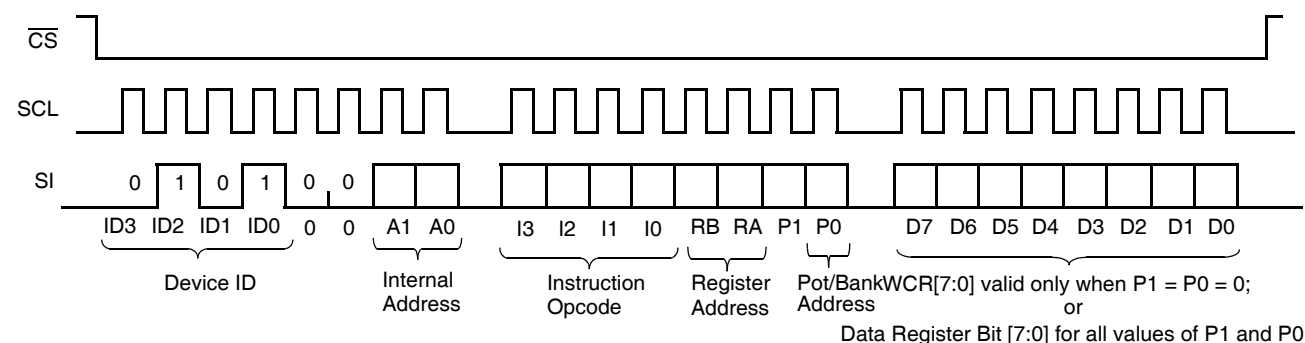 CS
SCL
SI
0 1 0 1 0 0
ID3 ID2 ID1 ID0 0 0 A1 A0 I3 I2 I1 I0 RB RA P1 P0 D7 D6 D5 D4 D3 D2 D1 D0
Device ID
Internal
Address
Instruction
Opcode
Register
Address
Pot/Bank
Address
WCR[7:0] valid only when P1 = P0 = 0;
or
Data Register Bit [7:0] for all values of P1 and P0